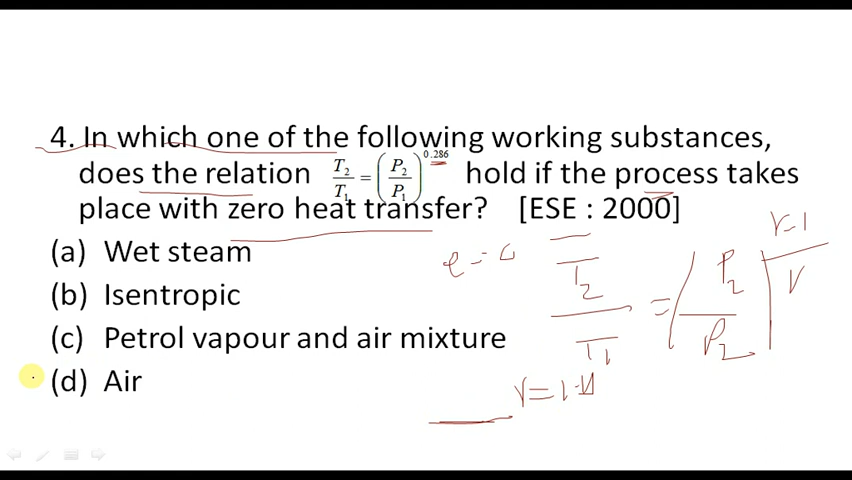 4. In which one of the following working substances,
does the relation T₂/T₁ = (P₂/P₁)^0.286 hold if the process takes
place with zero heat transfer? [ESE : 2000]
(a) Wet steam
(b) Isentropic
(c) Petrol vapour and air mixture
(d) Air
T₂/T₁ = (P₂/P₂)
γ-1/γ
γ=1.4